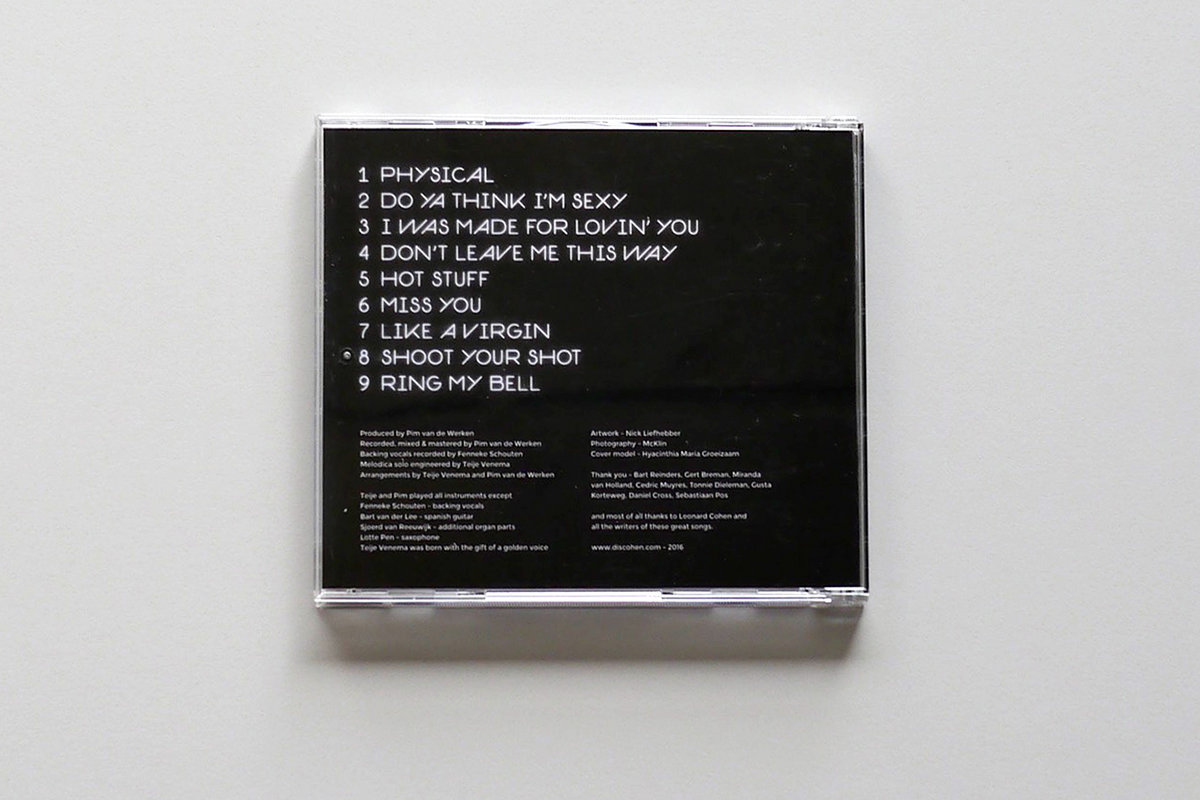 1 PHYSICAL
2 DO YA THINK I'M SEXY
3 I WAS MADE FOR LOVIN' YOU
4 DON'T LEAVE ME THIS WAY
5 HOT STUFF
6 MISS YOU
7 LIKE A VIRGIN
8 SHOOT YOUR SHOT
9 RING MY BELL
Produced by Pim van de Werken
Recorded, mixed & mastered by Pim van de Werken
Backing vocals recorded by Fenneke Schouten
Melodica solo engineered by Teije Venema
Arrangements by Teije Venema and Pim van de Werken
Teije and Pim played all instruments except
Fenneke Schouten - backing vocals
Bart van der Lee - spanish guitar
Sjoerd van Reeuwijk - additional organ parts
Lotte Pen - saxophone
Teije Venema was born with the gift of a golden voice
Artwork - Nick Liefhebber
Photography - McKlin
Cover model - Hyacinthia Maria Groeizaam
Thank you - Bart Reinders, Gert Breman, Miranda
van Holland, Cedric Muyres, Tonnie Dieleman, Gusta
Korteweg, Daniel Cross, Sebastiaan Pos
and most of all thanks to Leonard Cohen and
all the writers of these great songs.
www.discohen.com - 2016